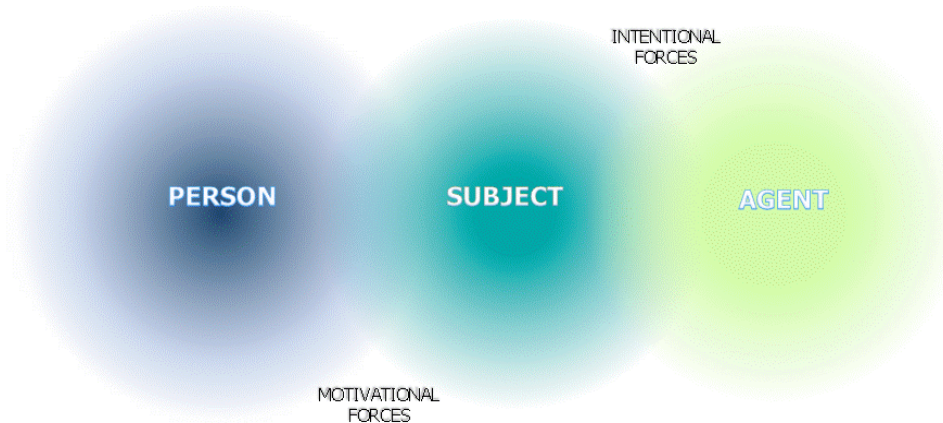 INTENTIONAL
FORCES
PERSON
SUBJECT
AGENT
MOTIVATIONAL
FORCES